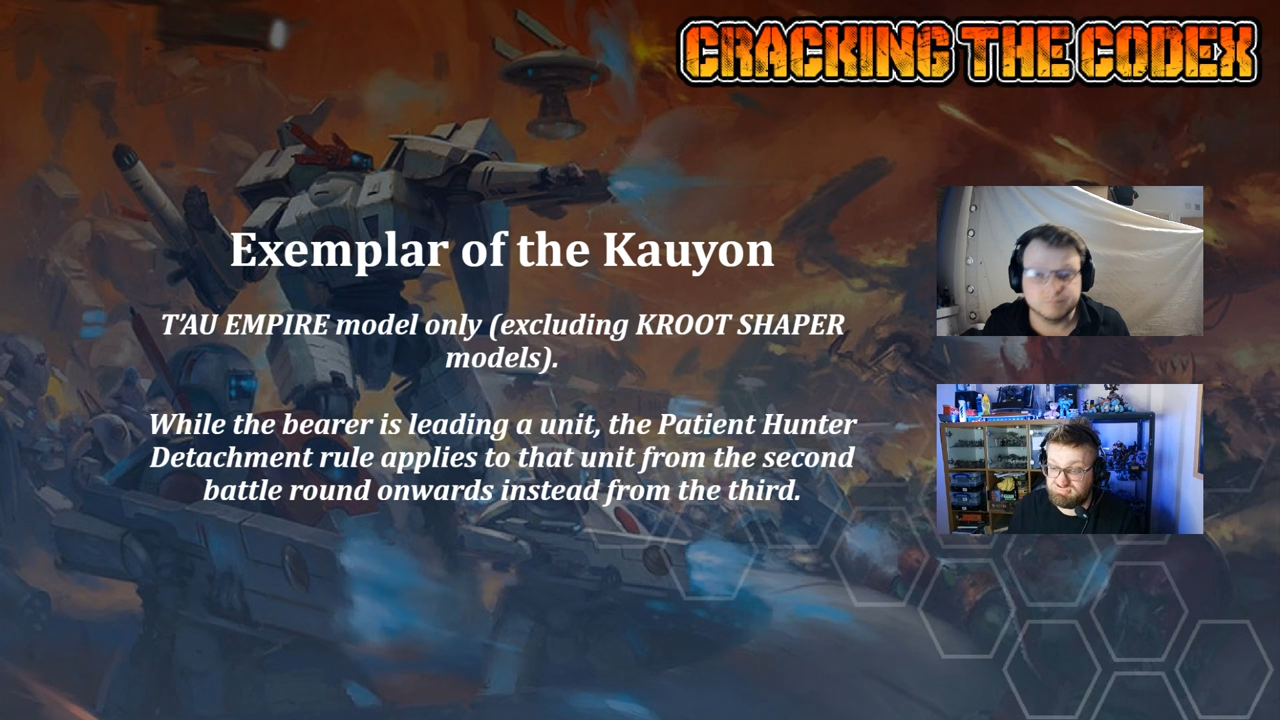 CRACKING THE CODEX
Exemplar of the Kauyon
T'AU EMPIRE model only (excluding KROOT SHAPER
models).
While the bearer is leading a unit, the Patient Hunter
Detachment rule applies to that unit from the second
battle round onwards instead from the third.